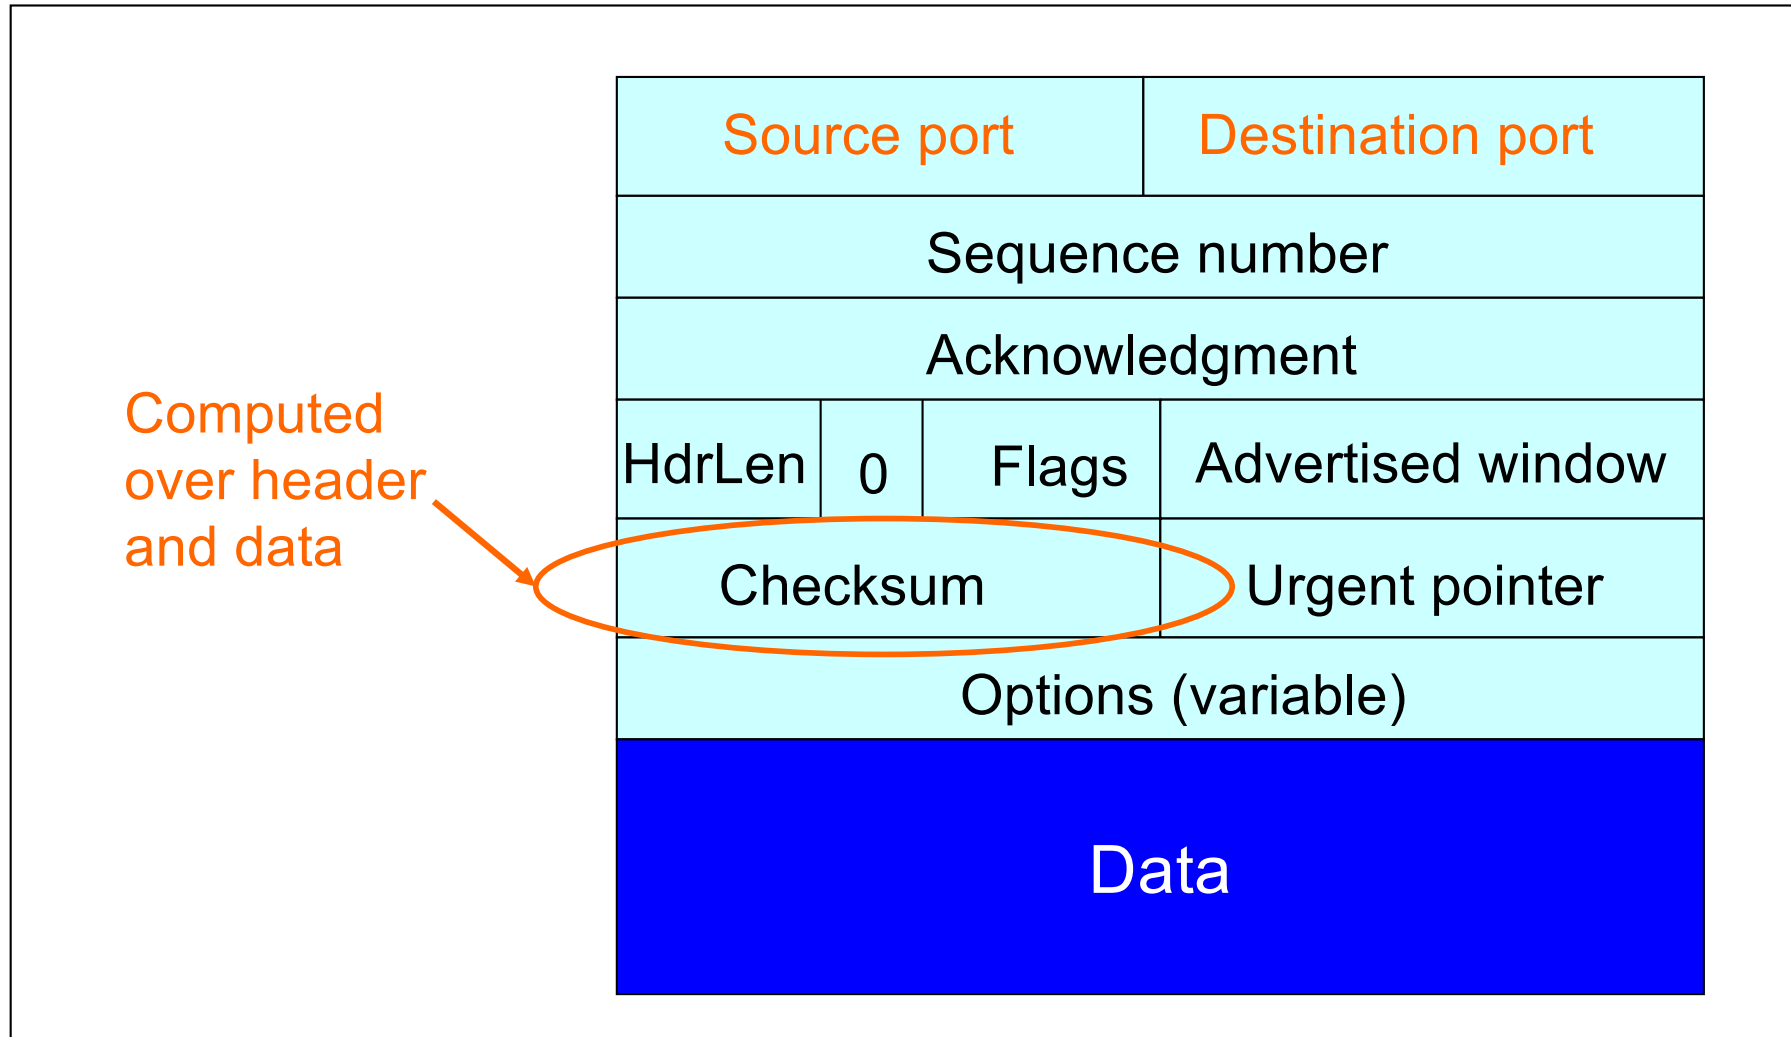 Source port
Destination port
Sequence number
Acknowledgment
Computed
over header
and data
HdrLen
0
Flags
Advertised window
Checksum
Urgent pointer
Options (variable)
Data